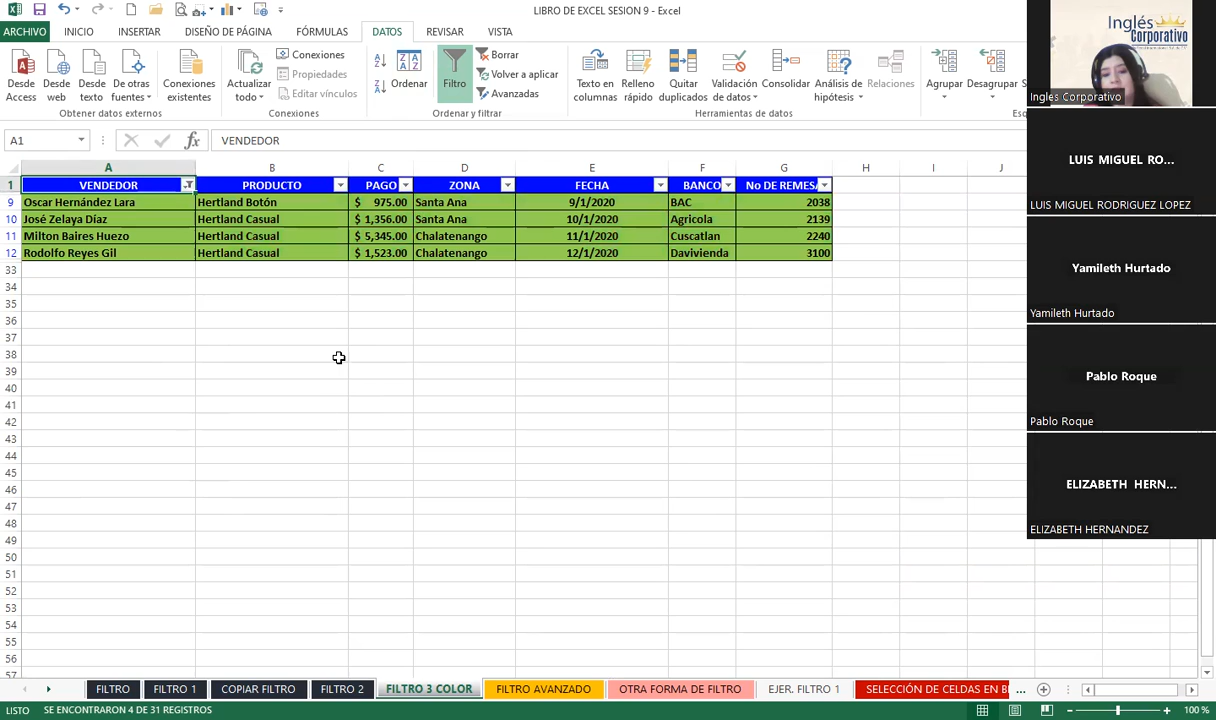 LIBRO DE EXCEL SESION 9 - Excel
ARCHIVO INICIO INSERTAR DISEÑO DE PÁGINA FÓRMULAS DATOS REVISAR VISTA
Desde Access
Desde web
Desde texto
De otras fuentes
Conexiones existentes
Obtener datos externos
Actualizar todo
Conexiones
Propiedades
Editar vínculos
Conexiones
Ordenar
Filtro
Borrar
Volver a aplicar
Avanzadas
Ordenar y filtrar
Texto en columnas
Relleno rápido
Quitar duplicados
Validación de datos
Consolidar
Análisis de hipótesis
Relaciones
Herramientas de datos
Agrupar
Desagrupar
A1 fx VENDEDOR
A B C D E F G H I J
1 VENDEDOR PRODUCTO PAGO ZONA FECHA BANCO No DE REMESA
9 Oscar Hernández Lara Hertland Botón $ 975.00 Santa Ana 9/1/2020 BAC 2038
10 José Zelaya Díaz Hertland Casual $ 1,356.00 Santa Ana 10/1/2020 Agricola 2139
11 Milton Baires Huezo Hertland Casual $ 5,345.00 Chalatenango 11/1/2020 Cuscatlan 2240
12 Rodolfo Reyes Gil Hertland Casual $ 1,523.00 Chalatenango 12/1/2020 Davivienda 3100
33
34
35
36
37
38
39
40
41
42
43
44
45
46
47
48
49
50
51
52
53
54
55
56
57
FILTRO FILTRO 1 COPIAR FILTRO FILTRO 2 FILTRO 3 COLOR FILTRO AVANZADO OTRA FORMA DE FILTRO EJER. FILTRO 1 SELECCIÓN DE CELDAS EN B ...
LISTO SE ENCONTRARON 4 DE 31 REGISTROS 100 %
Inglés
Corporativo
Ingles Corporativo
LUIS MIGUEL RO...
LUIS MIGUEL RODRIGUEZ LOPEZ
Yamileth Hurtado
Yamileth Hurtado
Pablo Roque
Pablo Roque
ELIZABETH HERN...
ELIZABETH HERNANDEZ